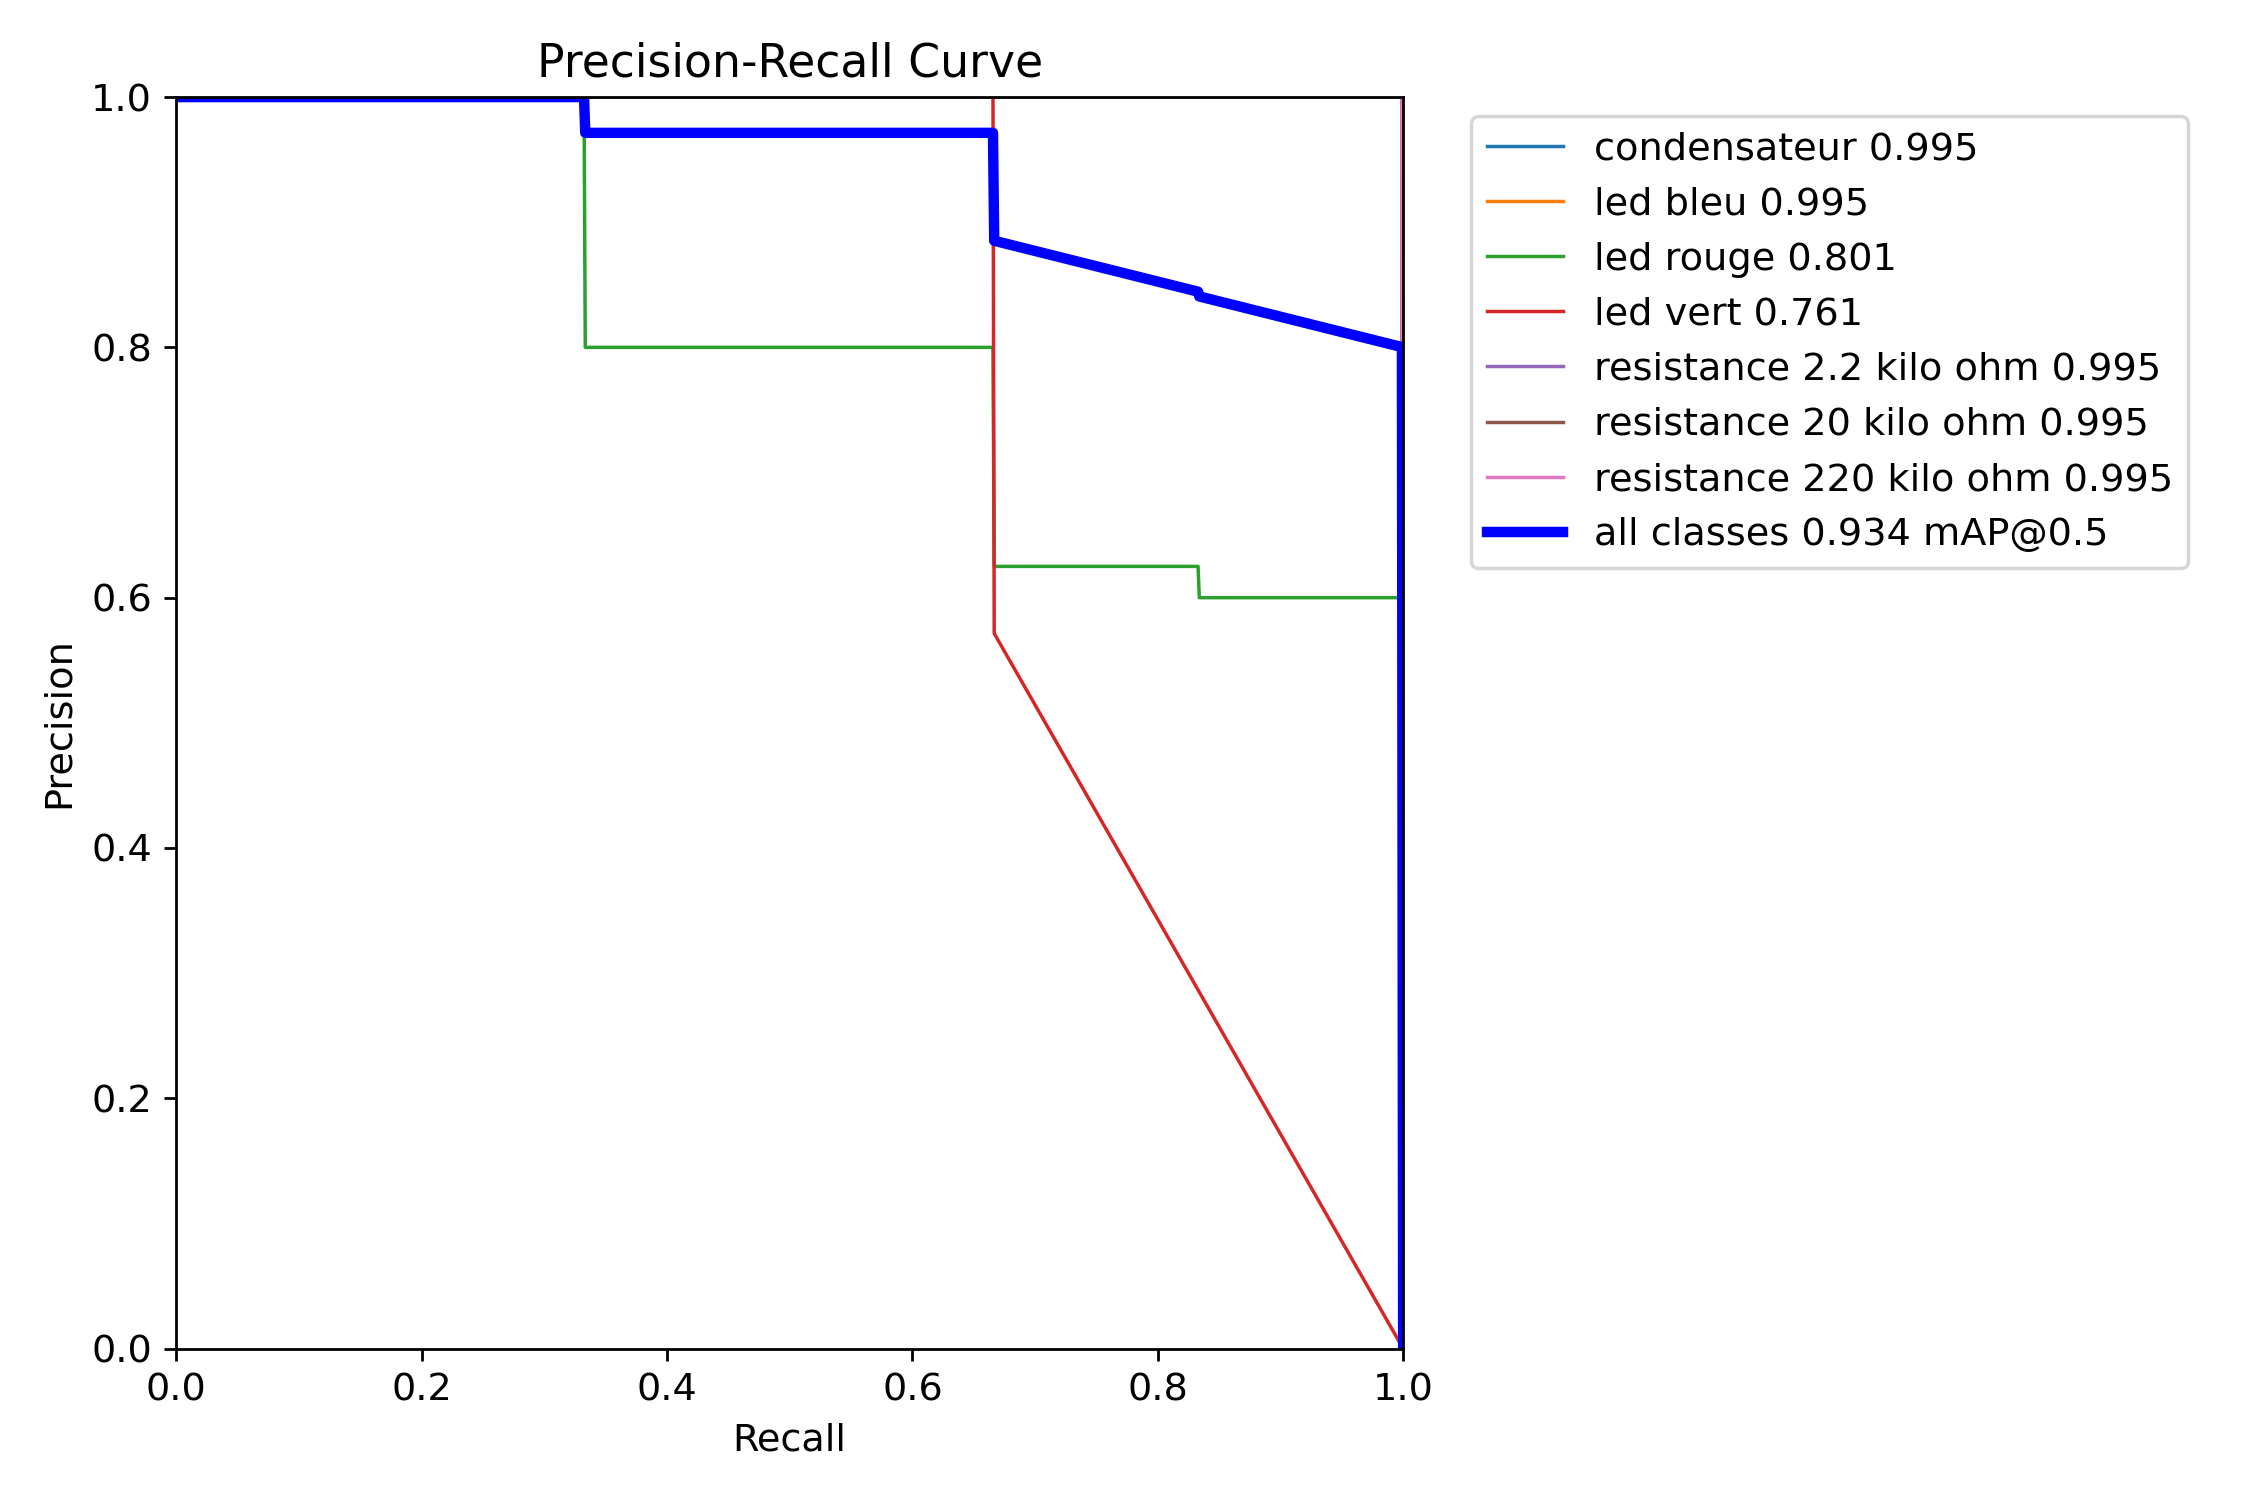 Precision-Recall Curve
1.0
0.8
0.6
0.4
0.2
0.0
Precision
0.0 0.2 0.4 0.6 0.8 1.0
Recall
condensateur 0.995
led bleu 0.995
led rouge 0.801
led vert 0.761
resistance 2.2 kilo ohm 0.995
resistance 20 kilo ohm 0.995
resistance 220 kilo ohm 0.995
all classes 0.934 mAP@0.5